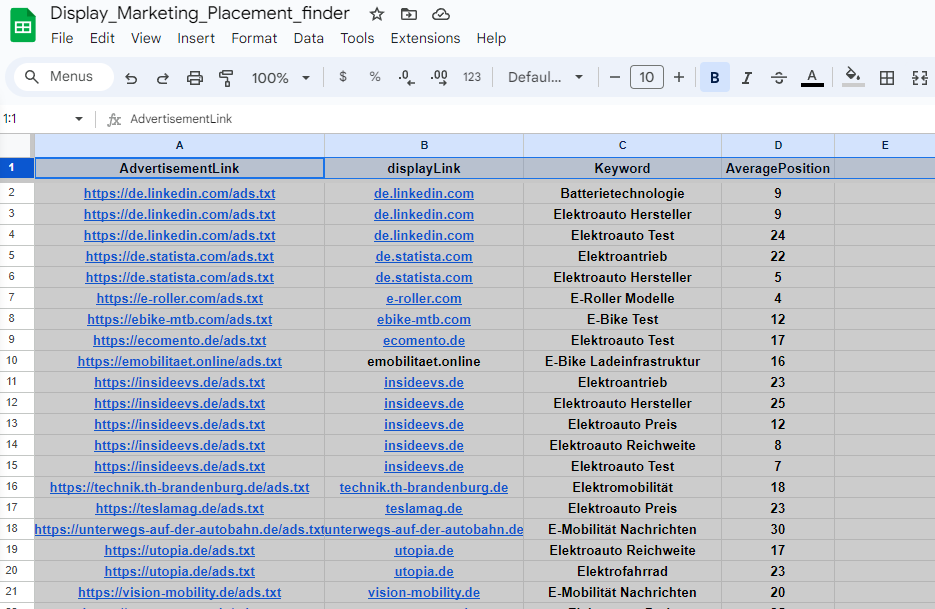 Display_Marketing_Placement_finder
File Edit View Insert Format Data Tools Extensions Help
Menus 100% $ % .0 .00 123 Defaul... 10 B I A
1:1 fx AdvertisementLink
A B C D E
1 AdvertisementLink displayLink Keyword AveragePosition
2 https://de.linkedin.com/ads.txt de.linkedin.com Batterietechnologie 9
3 https://de.linkedin.com/ads.txt de.linkedin.com Elektroauto Hersteller 9
4 https://de.linkedin.com/ads.txt de.linkedin.com Elektroauto Test 24
5 https://de.statista.com/ads.txt de.statista.com Elektroantrieb 22
6 https://de.statista.com/ads.txt de.statista.com Elektroauto Hersteller 5
7 https://e-roller.com/ads.txt e-roller.com E-Roller Modelle 4
8 https://ebike-mtb.com/ads.txt ebike-mtb.com E-Bike Test 12
9 https://ecomento.de/ads.txt ecomento.de Elektroauto Test 17
10 https://emobilitaet.online/ads.txt emobilitaet.online E-Bike Ladeinfrastruktur 16
11 https://insideevs.de/ads.txt insideevs.de Elektroantrieb 23
12 https://insideevs.de/ads.txt insideevs.de Elektroauto Hersteller 25
13 https://insideevs.de/ads.txt insideevs.de Elektroauto Preis 12
14 https://insideevs.de/ads.txt insideevs.de Elektroauto Reichweite 8
15 https://insideevs.de/ads.txt insideevs.de Elektroauto Test 7
16 https://technik.th-brandenburg.de/ads.txt technik.th-brandenburg.de Elektromobilität 18
17 https://teslamag.de/ads.txt teslamag.de Elektroauto Preis 23
18 https://unterwegs-auf-der-autobahn.de/ads.txt unterwegs-auf-der-autobahn.de E-Mobilität Nachrichten 30
19 https://utopia.de/ads.txt utopia.de Elektroauto Reichweite 17
20 https://utopia.de/ads.txt utopia.de Elektrofahrrad 23
21 https://vision-mobility.de/ads.txt vision-mobility.de E-Mobilität Nachrichten 20